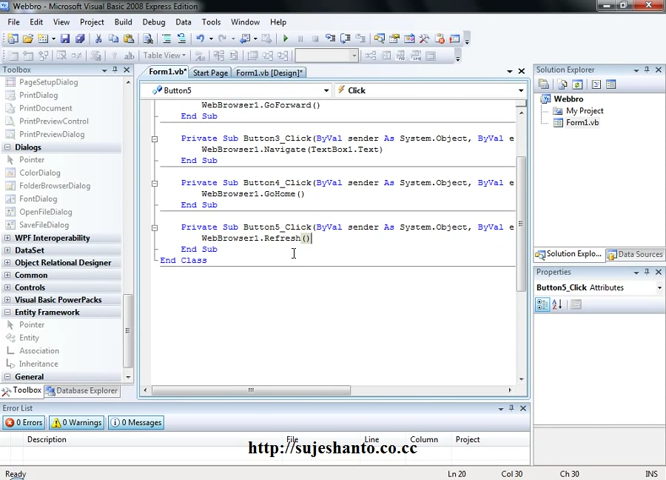 Webbro - Microsoft Visual Basic 2008 Express Edition
File Edit View Project Build Debug Data Tools Window Help
Table View
Toolbox
PageSetupDialog
PrintDialog
PrintDocument
PrintPreviewControl
PrintPreviewDialog
Dialogs
Pointer
ColorDialog
FolderBrowserDialog
FontDialog
OpenFileDialog
SaveFileDialog
WPF Interoperability
DataSet
Object Relational Designer
Common
Controls
Visual Basic PowerPacks
Entity Framework
Pointer
Entity
Association
Inheritance
General
Toolbox Database Explorer
Form1.vb* Start Page Form1.vb [Design]*
Button5 Click
WebBrowser1.GoForward()
End Sub
Private Sub Button3_Click(ByVal sender As System.Object, ByVal e
WebBrowser1.Navigate(TextBox1.Text)
End Sub
Private Sub Button4_Click(ByVal sender As System.Object, ByVal e
WebBrowser1.GoHome()
End Sub
Private Sub Button5_Click(ByVal sender As System.Object, ByVal e
WebBrowser1.Refresh()
End Sub
End Class
Solution Explorer
Webbro
My Project
Form1.vb
Solution Explo... Data Sources
Properties
Button5_Click Attributes
Error List
0 Errors 0 Warnings 0 Messages
Description File Line Column Project
http://sujeshanto.co.cc
Ready Ln 20 Col 30 Ch 30 INS